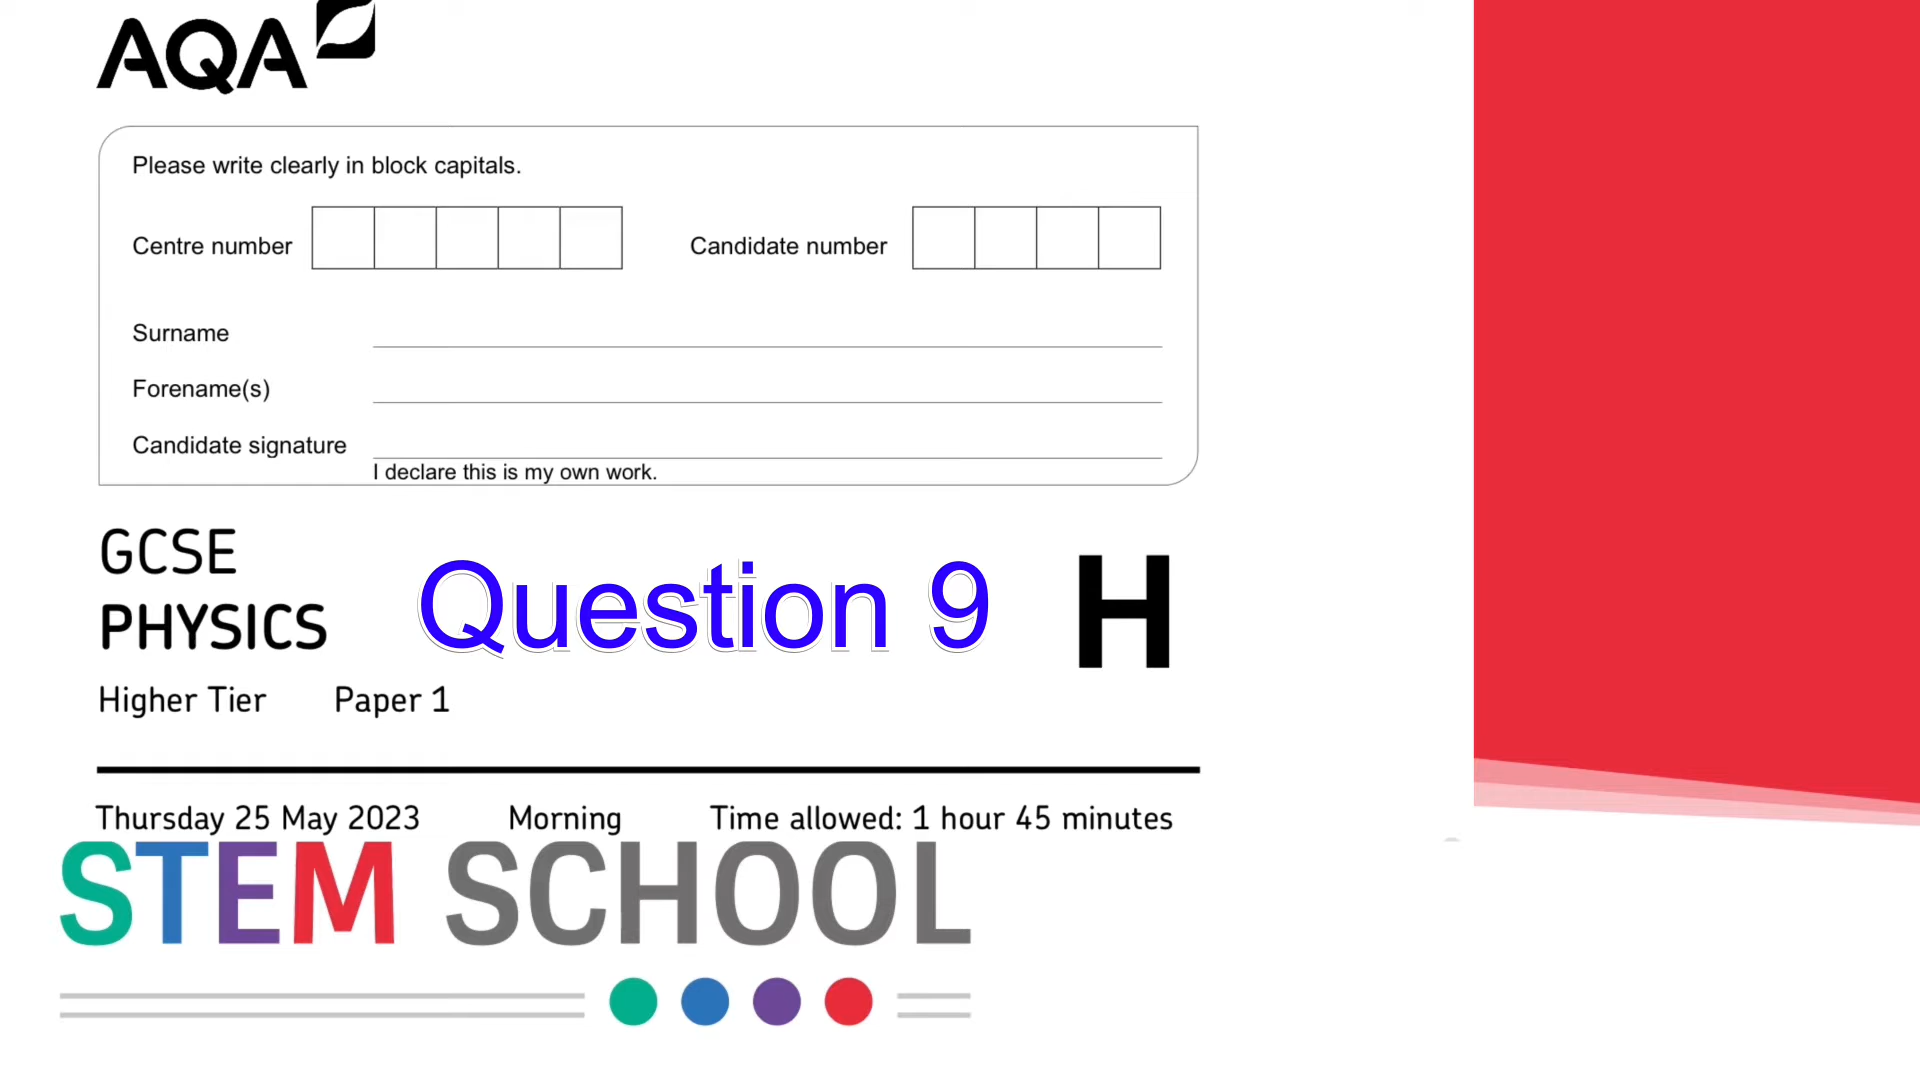 AQA
Please write clearly in block capitals.
Centre number Candidate number
Surname
Forename(s)
Candidate signature
I declare this is my own work.
GCSE
PHYSICS
Question 9 H
Higher Tier Paper 1
Thursday 25 May 2023 Morning Time allowed: 1 hour 45 minutes
STEM SCHOOL